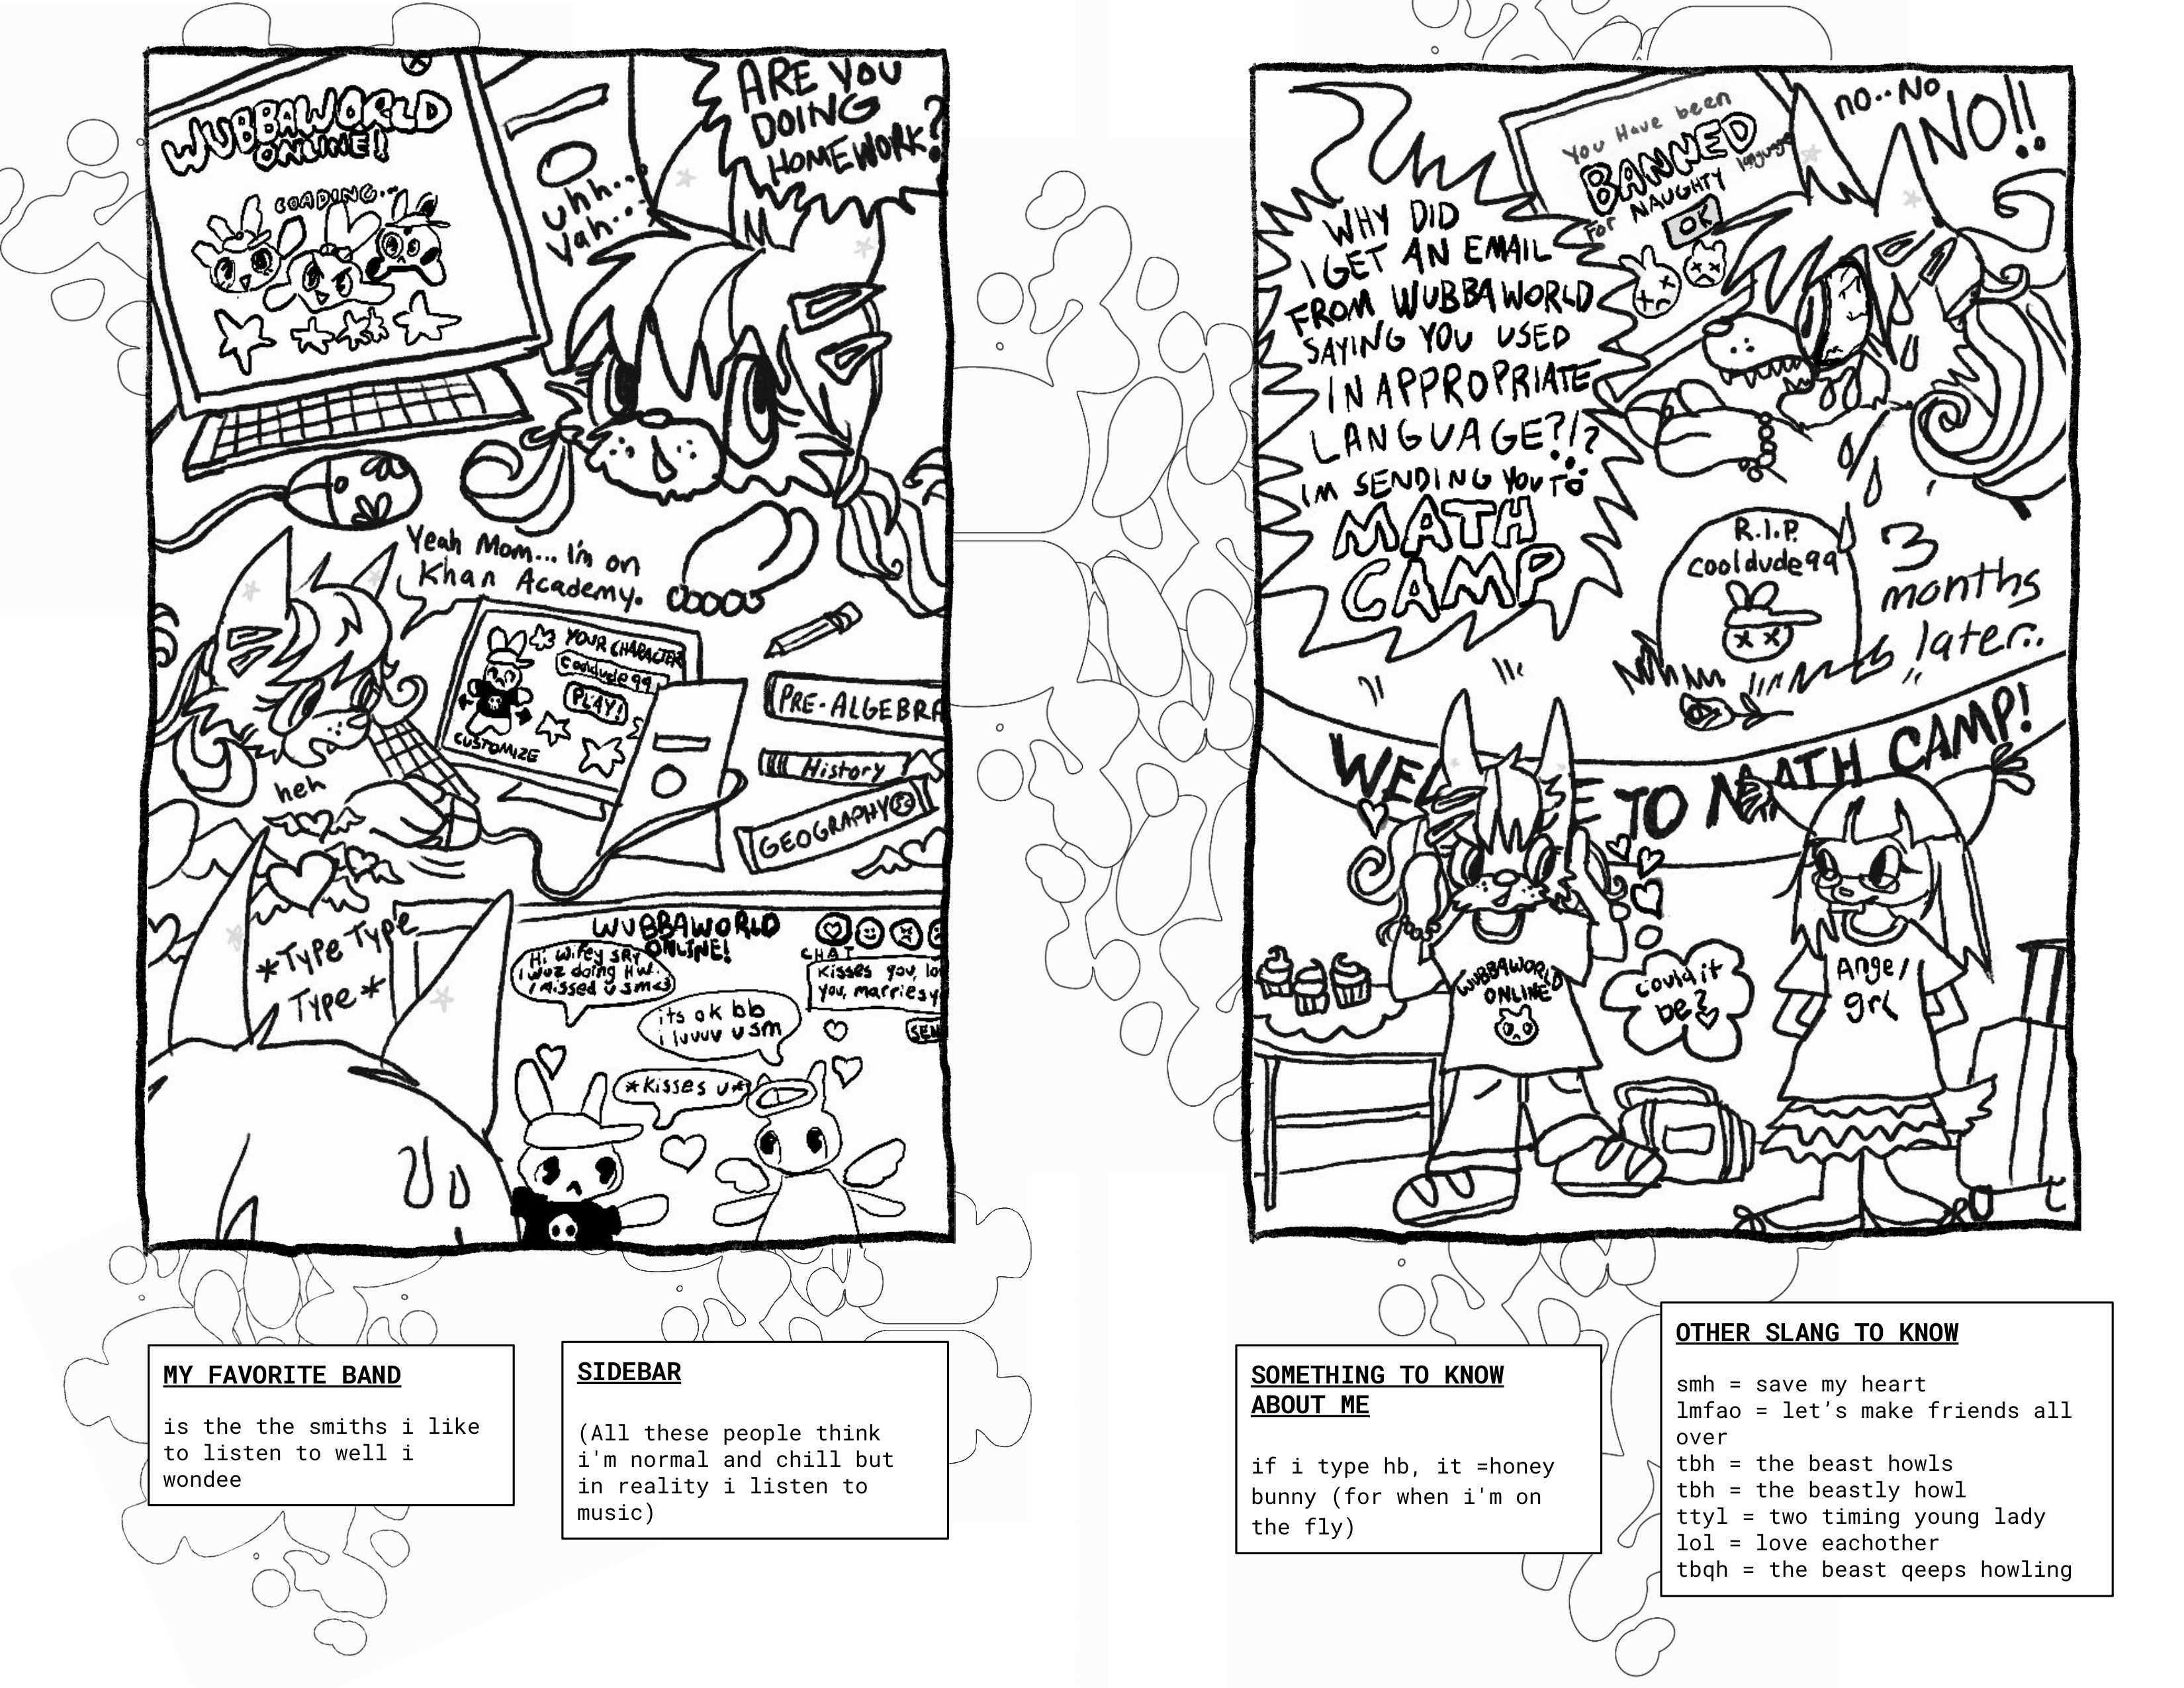 WUBBAWORLD
ONLINE!
LOADING...
ARE YOU
DOING
HOMEWORK?
uhh...
yah...
Yeah Mom... I'm on
Khan Academy.
YOUR CHARACTER
cooldude99
PLAY!
CUSTOMIZE
PRE-ALGEBRA
History
GEOGRAPHY
heh
*Type Type
Type*
WUBBAWORLD
ONLINE!
Hi wifey sry
i wuz doing H.W.
i missed u sm<3
CHAT
Kisses you, lo
you, marries y
SEN
its ok bb
i luvvv u sm
*Kisses u*
You Have been
BANNED
For NAUGHTY language
OK
no..No
NO!!
WHY DID
I GET AN EMAIL
FROM WUBBAWORLD
SAYING YOU USED
INAPPROPRIATE
LANGUAGE?!?
IM SENDING YOU TO
MATH
CAMP
R.I.P.
cooldude99
3
months
later..
WEL E TO MATH CAMP!
WUBBAWORLD
ONLINE
could it
be?
Angel
grl
MY FAVORITE BAND
is the the smiths i like
to listen to well i
wondee
SIDEBAR
(All these people think
i'm normal and chill but
in reality i listen to
music)
SOMETHING TO KNOW
ABOUT ME
if i type hb, it =honey
bunny (for when i'm on
the fly)
OTHER SLANG TO KNOW
smh = save my heart
lmfao = let's make friends all
over
tbh = the beast howls
tbh = the beastly howl
ttyl = two timing young lady
lol = love eachother
tbqh = the beast qeeps howling